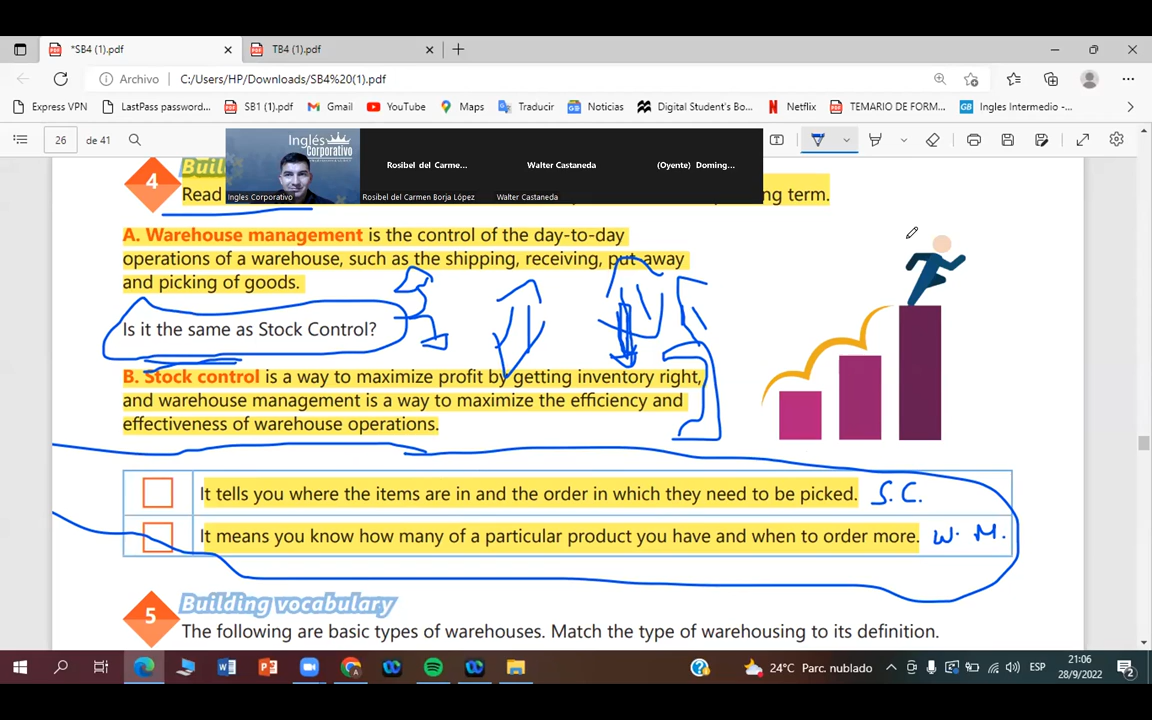 *SB4 (1).pdf
TB4 (1).pdf
Archivo
C:/Users/HP/Downloads/SB4%20(1).pdf
Express VPN
LastPass password...
SB1 (1).pdf
Gmail
YouTube
Maps
Traducir
Noticias
Digital Student's Bo...
Netflix
TEMARIO DE FORM...
Ingles Intermedio -...
26
de 41
Inglés
Corporativo
Rosibel del Carme...
Walter Castaneda
(Oyente) Doming...
Ingles Corporativo
Rosibel del Carmen Borja López
Walter Castaneda
4
Buil
Read
ng term.
A. Warehouse management is the control of the day-to-day
operations of a warehouse, such as the shipping, receiving, put-away
and picking of goods.
Is it the same as Stock Control?
B. Stock control is a way to maximize profit by getting inventory right,
and warehouse management is a way to maximize the efficiency and
effectiveness of warehouse operations.
It tells you where the items are in and the order in which they need to be picked. S.C.
It means you know how many of a particular product you have and when to order more. W. M.
5
Building vocabulary
The following are basic types of warehouses. Match the type of warehousing to its definition.
24°C Parc. nublado
ESP
21:06
28/9/2022
2